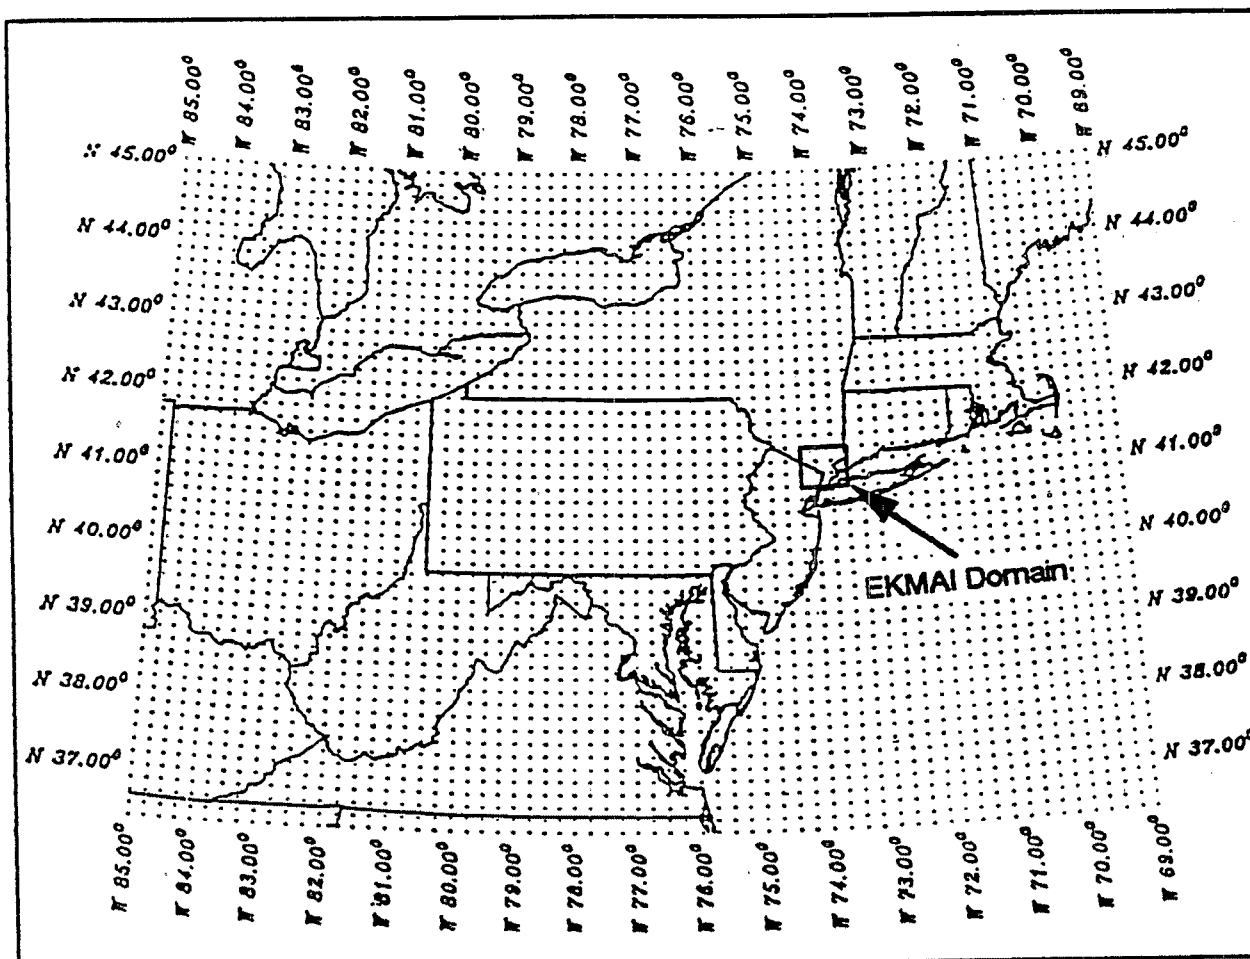 W 85.00°
W 84.00°
W 83.00°
W 82.00°
W 81.00°
W 80.00°
W 79.00°
W 78.00°
W 77.00°
W 76.00°
W 75.00°
W 74.00°
W 73.00°
W 72.00°
W 71.00°
W 70.00°
W 69.00°
N 45.00°
N 44.00°
N 43.00°
N 42.00°
N 41.00°
N 40.00°
N 39.00°
N 38.00°
N 37.00°
N 45.00°
N 44.00°
N 43.00°
N 42.00°
N 41.00°
N 40.00°
N 39.00°
N 38.00°
N 37.00°
EKMAI Domain
W 85.00°
W 84.00°
W 83.00°
W 82.00°
W 81.00°
W 80.00°
W 79.00°
W 78.00°
W 77.00°
W 76.00°
W 75.00°
W 74.00°
W 73.00°
W 72.00°
W 71.00°
W 70.00°
W 69.00°